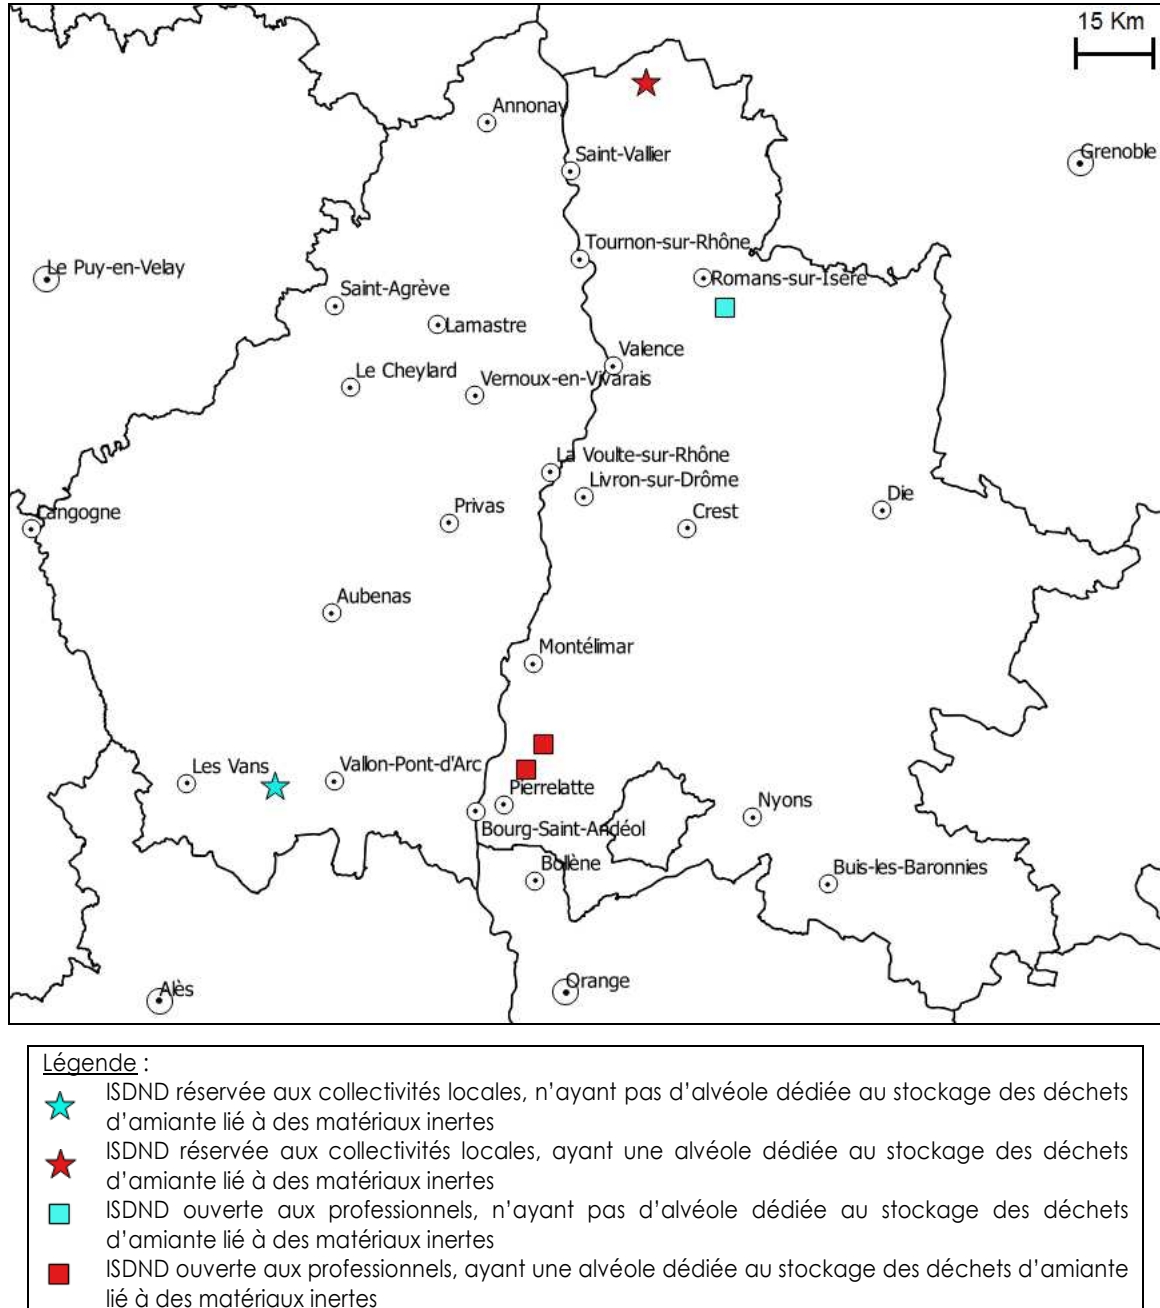 15 Km
Annonay
Grenoble
Saint-Vallier
Tournon-sur-Rhône
Le Puy-en-Velay
Romans-sur-Isère
Saint-Agrève
Lamastre
Valence
Le Cheylard
Vernoux-en-Vivarais
La Voulte-sur-Rhône
Livron-sur-Drôme
Die
Langogne
Privas
Crest
Aubenas
Montélimar
Les Vans
Vallon-Pont-d'Arc
Pierrelatte
Nyons
Bourg-Saint-Andéol
Bollène
Buis-les-Baronnies
Alès
Orange
Légende :
ISDND réservée aux collectivités locales, n'ayant pas d'alvéole dédiée au stockage des déchets
d'amiante lié à des matériaux inertes
ISDND réservée aux collectivités locales, ayant une alvéole dédiée au stockage des déchets
d'amiante lié à des matériaux inertes
ISDND ouverte aux professionnels, n'ayant pas d'alvéole dédiée au stockage des déchets
d'amiante lié à des matériaux inertes
ISDND ouverte aux professionnels, ayant une alvéole dédiée au stockage des déchets d'amiante
lié à des matériaux inertes